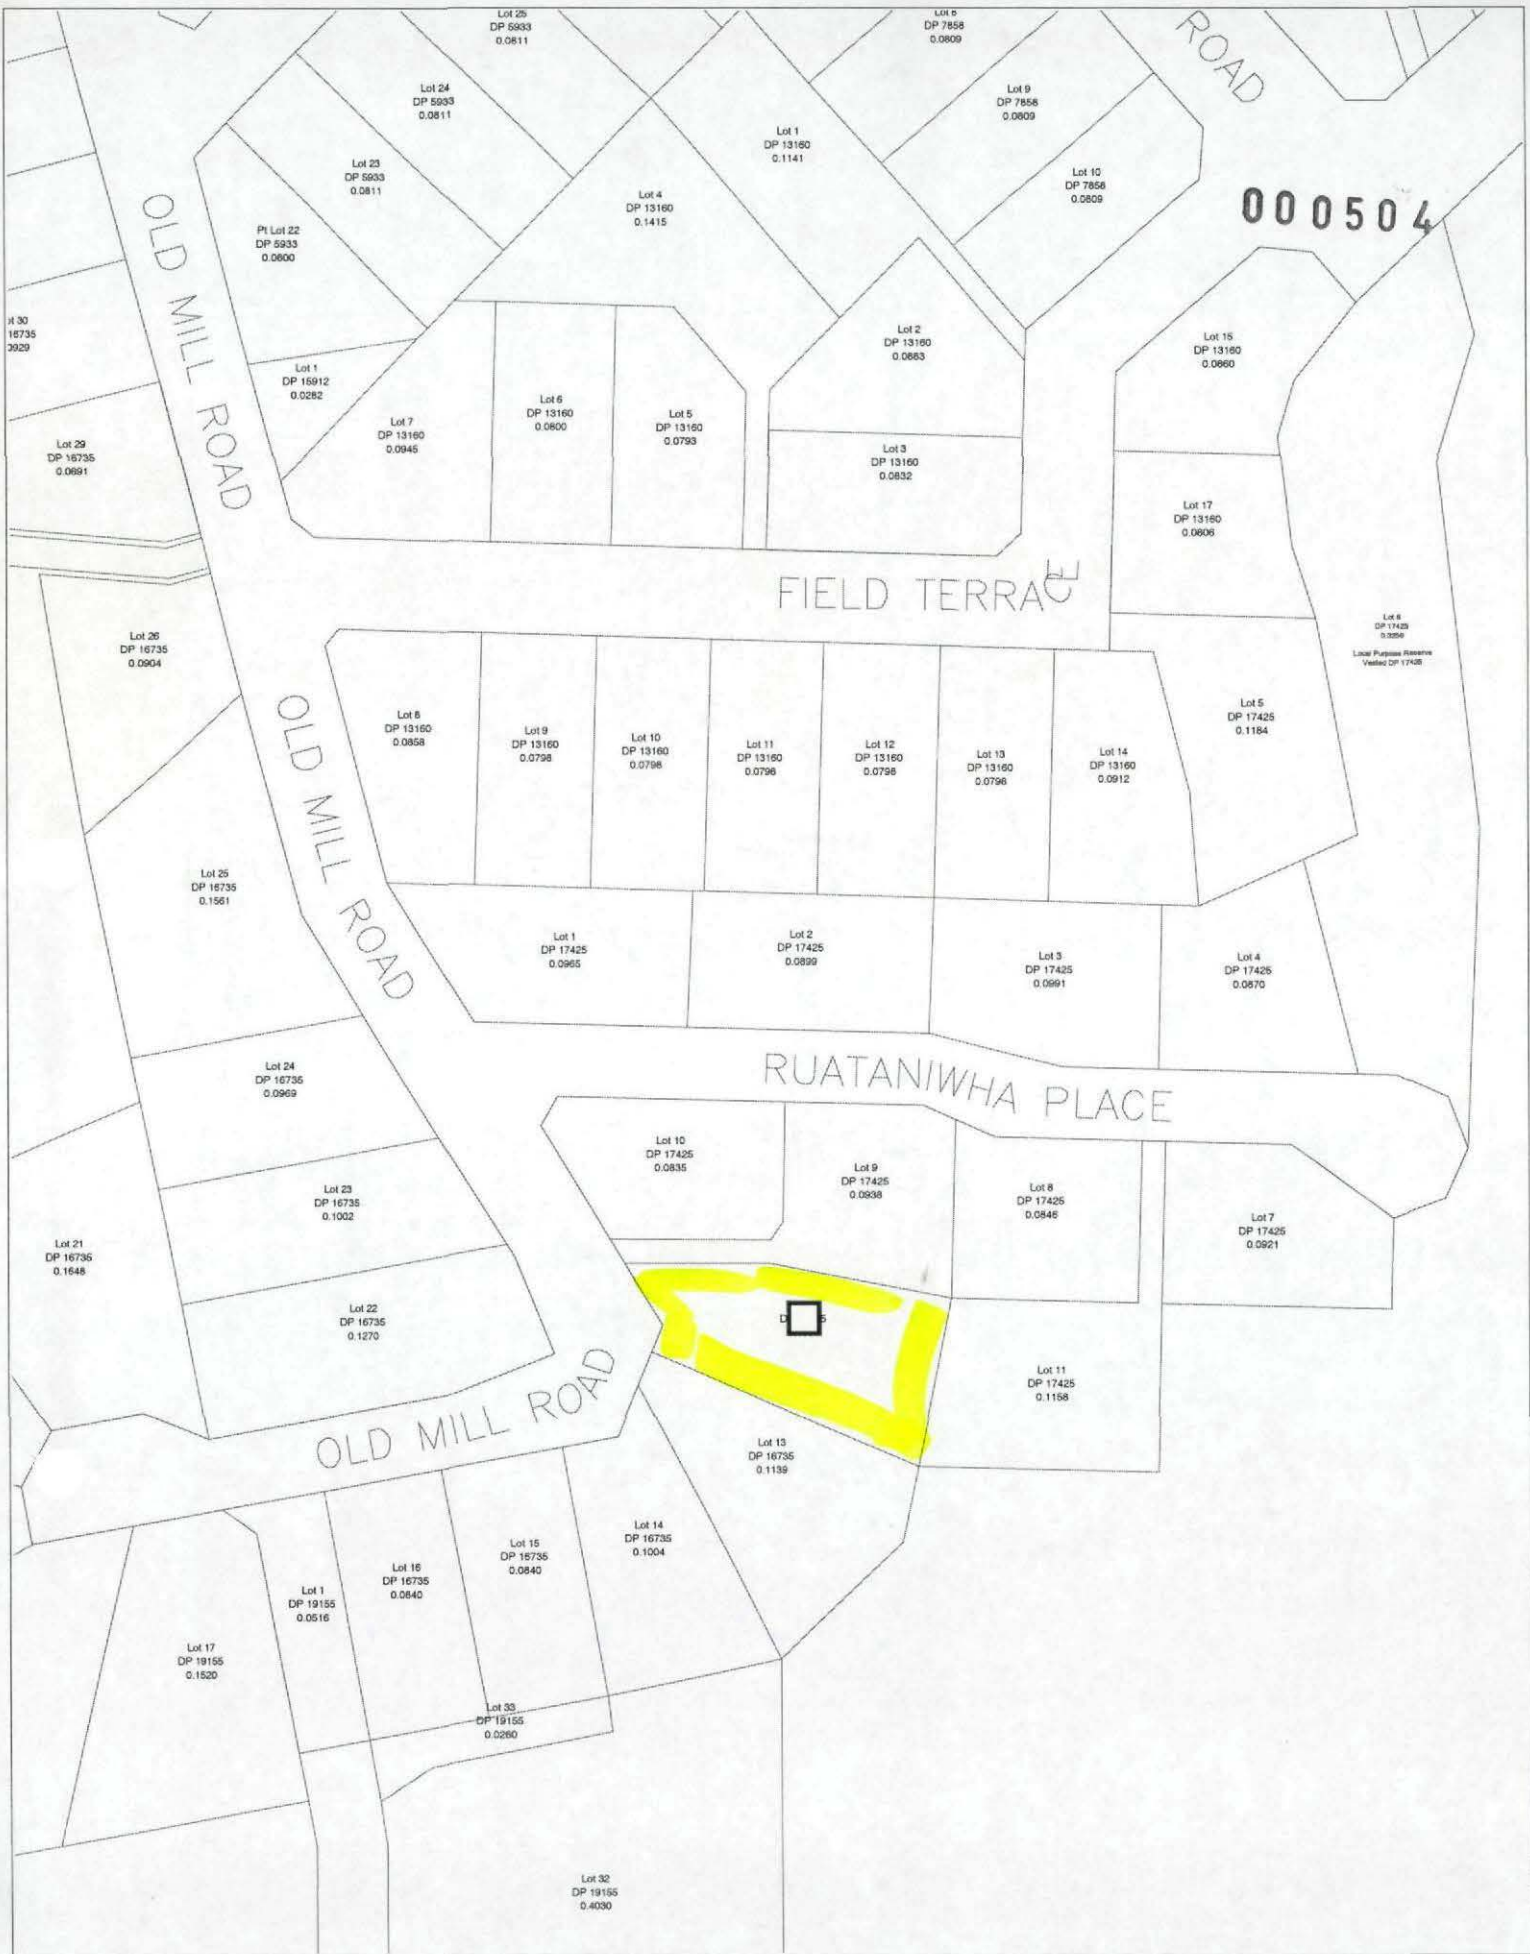 Lot 25
DP 5933
0.0811
DP 7858
0.0809
ROAD
Lot 24
DP 5933
0.0811
Lot 9
DP 7858
0.0809
Lot 1
DP 13160
0.1141
Lot 23
DP 5933
0.0811
Lot 10
DP 7858
0.0809
Lot 4
DP 13160
0.1415
000504
Pt Lot 22
DP 5933
0.0600
OLD MILL ROAD
30
16735
0929
Lot 2
DP 13160
0.0883
Lot 15
DP 13160
0.0860
Lot 1
DP 15912
0.0282
Lot 7
DP 13160
0.0945
Lot 6
DP 13160
0.0800
Lot 5
DP 13160
0.0793
Lot 29
DP 16735
0.0691
Lot 3
DP 13160
0.0832
Lot 17
DP 13160
0.0806
FIELD TERRACE
Lot 26
DP 16735
0.0904
DP 17425
Local Purpose Reserve
Vested DP 17425
OLD MILL ROAD
Lot 8
DP 13160
0.0858
Lot 9
DP 13160
0.0798
Lot 10
DP 13160
0.0798
Lot 11
DP 13160
0.0798
Lot 12
DP 13160
0.0798
Lot 13
DP 13160
0.0798
Lot 14
DP 13160
0.0912
Lot 5
DP 17425
0.1184
Lot 25
DP 16735
0.1561
Lot 1
DP 17425
0.0965
Lot 2
DP 17425
0.0899
Lot 3
DP 17425
0.0991
Lot 4
DP 17425
0.0870
RUATANIWHA PLACE
Lot 24
DP 16735
0.0969
Lot 10
DP 17425
0.0835
Lot 9
DP 17425
0.0938
Lot 8
DP 17425
0.0846
Lot 7
DP 17425
0.0921
Lot 23
DP 16735
0.1002
Lot 21
DP 16735
0.1648
Lot 22
DP 16735
0.1270
Lot 11
DP 17425
0.1158
OLD MILL ROAD
Lot 13
DP 16735
0.1139
Lot 14
DP 16735
0.1004
Lot 15
DP 16735
0.0840
Lot 16
DP 16735
0.0840
Lot 1
DP 19155
0.0516
Lot 17
DP 19155
0.1520
Lot 33
DP 19155
0.0260
Lot 32
DP 19155
0.4030